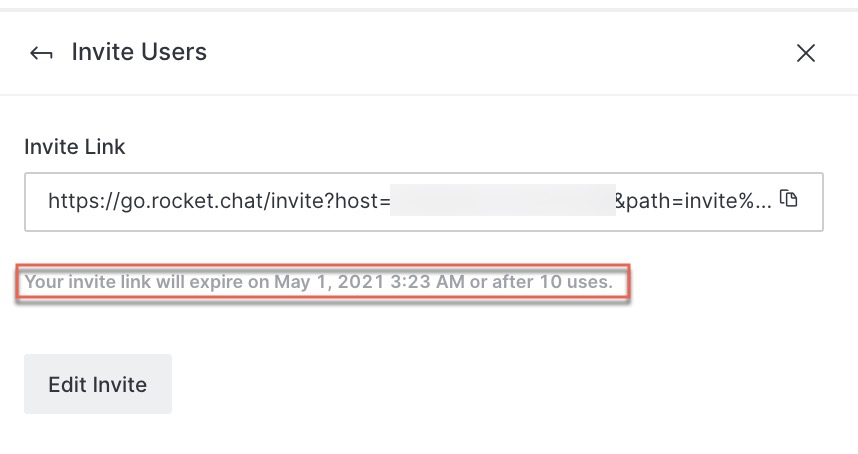 Invite Users
Invite Link
https://go.rocket.chat/invite?host= &path=invite%...
Your invite link will expire on May 1, 2021 3:23 AM or after 10 uses.
Edit Invite